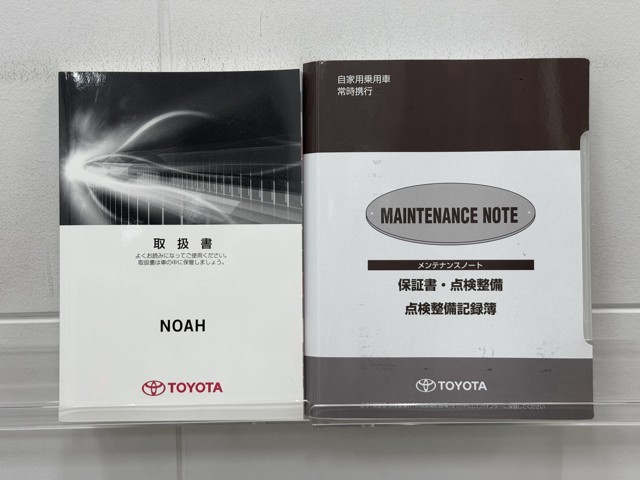 取扱書
よくお読みになってご使用ください。
取扱書は車の中に保管しましょう。
NOAH
TOYOTA
自家用乗用車
常時携行
MAINTENANCE NOTE
メンテナンスノート
保証書・点検整備
点検整備記録簿
TOYOTA